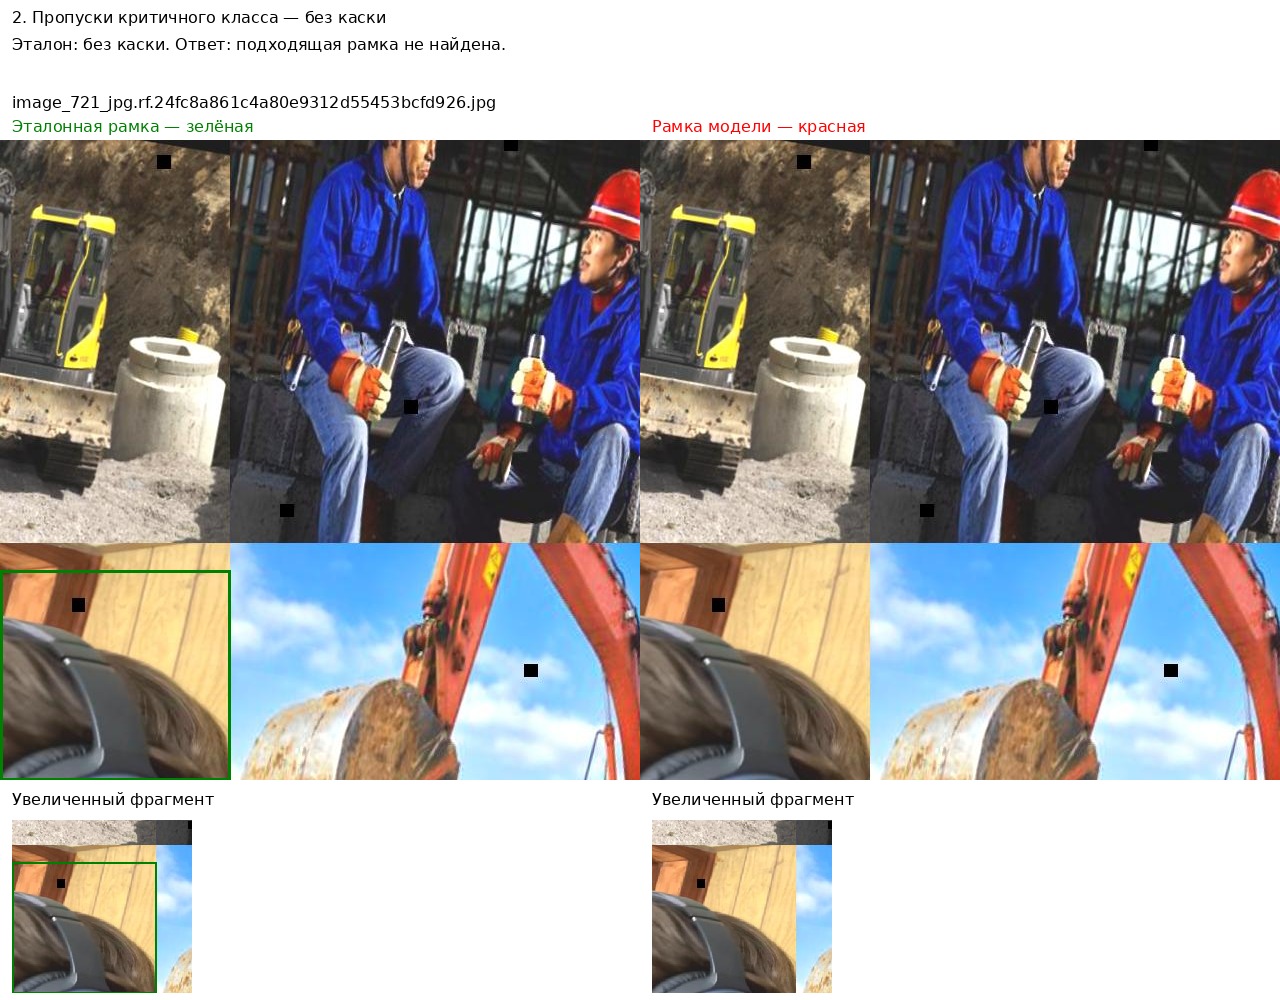 2. Пропуски критичного класса — без каски
Эталон: без каски. Ответ: подходящая рамка не найдена.
image_721_jpg.rf.24fc8a861c4a80e9312d55453bcfd926.jpg
Эталонная рамка — зелёная
Рамка модели — красная
Увеличенный фрагмент
Увеличенный фрагмент